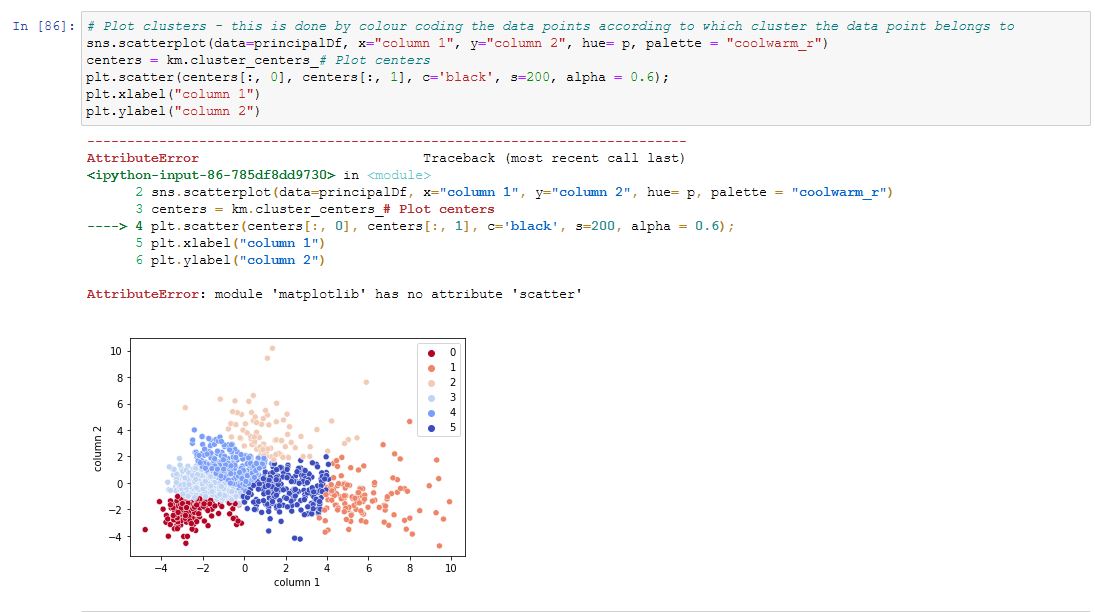 In [86]: # Plot clusters - this is done by colour coding the data points according to which cluster the data point belongs to
sns.scatterplot(data=principalDf, x="column 1", y="column 2", hue= p, palette = "coolwarm_r")
centers = km.cluster_centers_# Plot centers
plt.scatter(centers[:, 0], centers[:, 1], c='black', s=200, alpha = 0.6);
plt.xlabel("column 1")
plt.ylabel("column 2")
---------------------------------------------------------------------------
AttributeError                            Traceback (most recent call last)
<ipython-input-86-785df8dd9730> in <module>
2 sns.scatterplot(data=principalDf, x="column 1", y="column 2", hue= p, palette = "coolwarm_r")
3 centers = km.cluster_centers_# Plot centers
----> 4 plt.scatter(centers[:, 0], centers[:, 1], c='black', s=200, alpha = 0.6);
5 plt.xlabel("column 1")
6 plt.ylabel("column 2")
AttributeError: module 'matplotlib' has no attribute 'scatter'
10
8
6
4
2
0
−2
−4
column 2
0
1
2
3
4
5
−4 −2 0 2 4 6 8 10
column 1